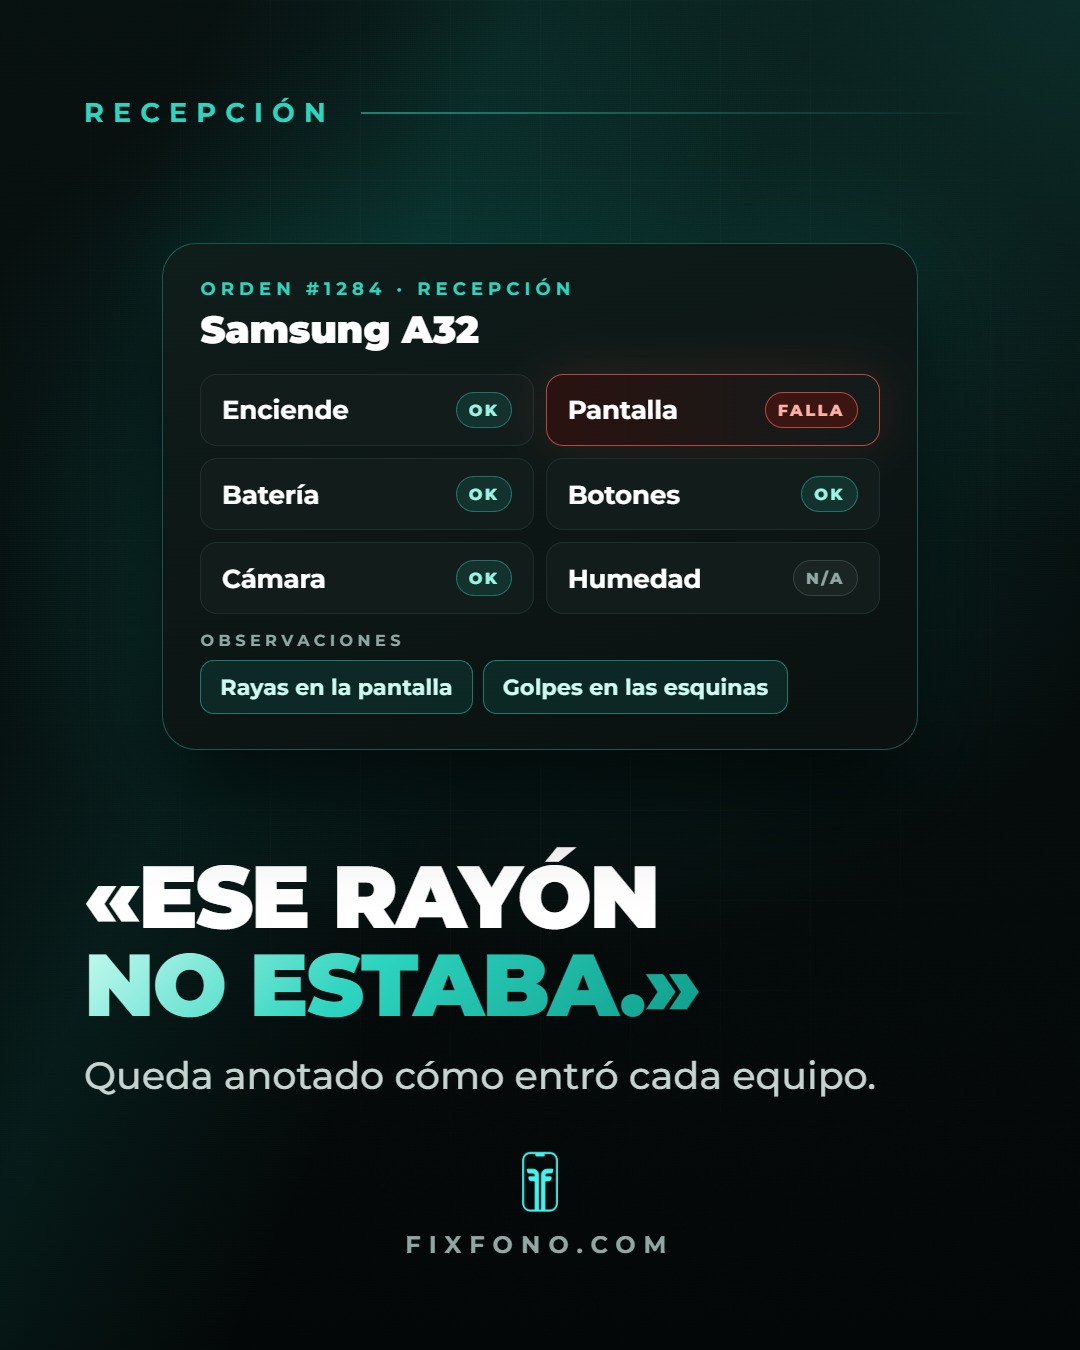 RECEPCIÓN
ORDEN #1284 · RECEPCIÓN
Samsung A32
Enciende OK
Pantalla FALLA
Batería OK
Botones OK
Cámara OK
Humedad N/A
OBSERVACIONES
Rayas en la pantalla
Golpes en las esquinas
«ESE RAYÓN
NO ESTABA.»
Queda anotado cómo entró cada equipo.
FIXFONO.COM